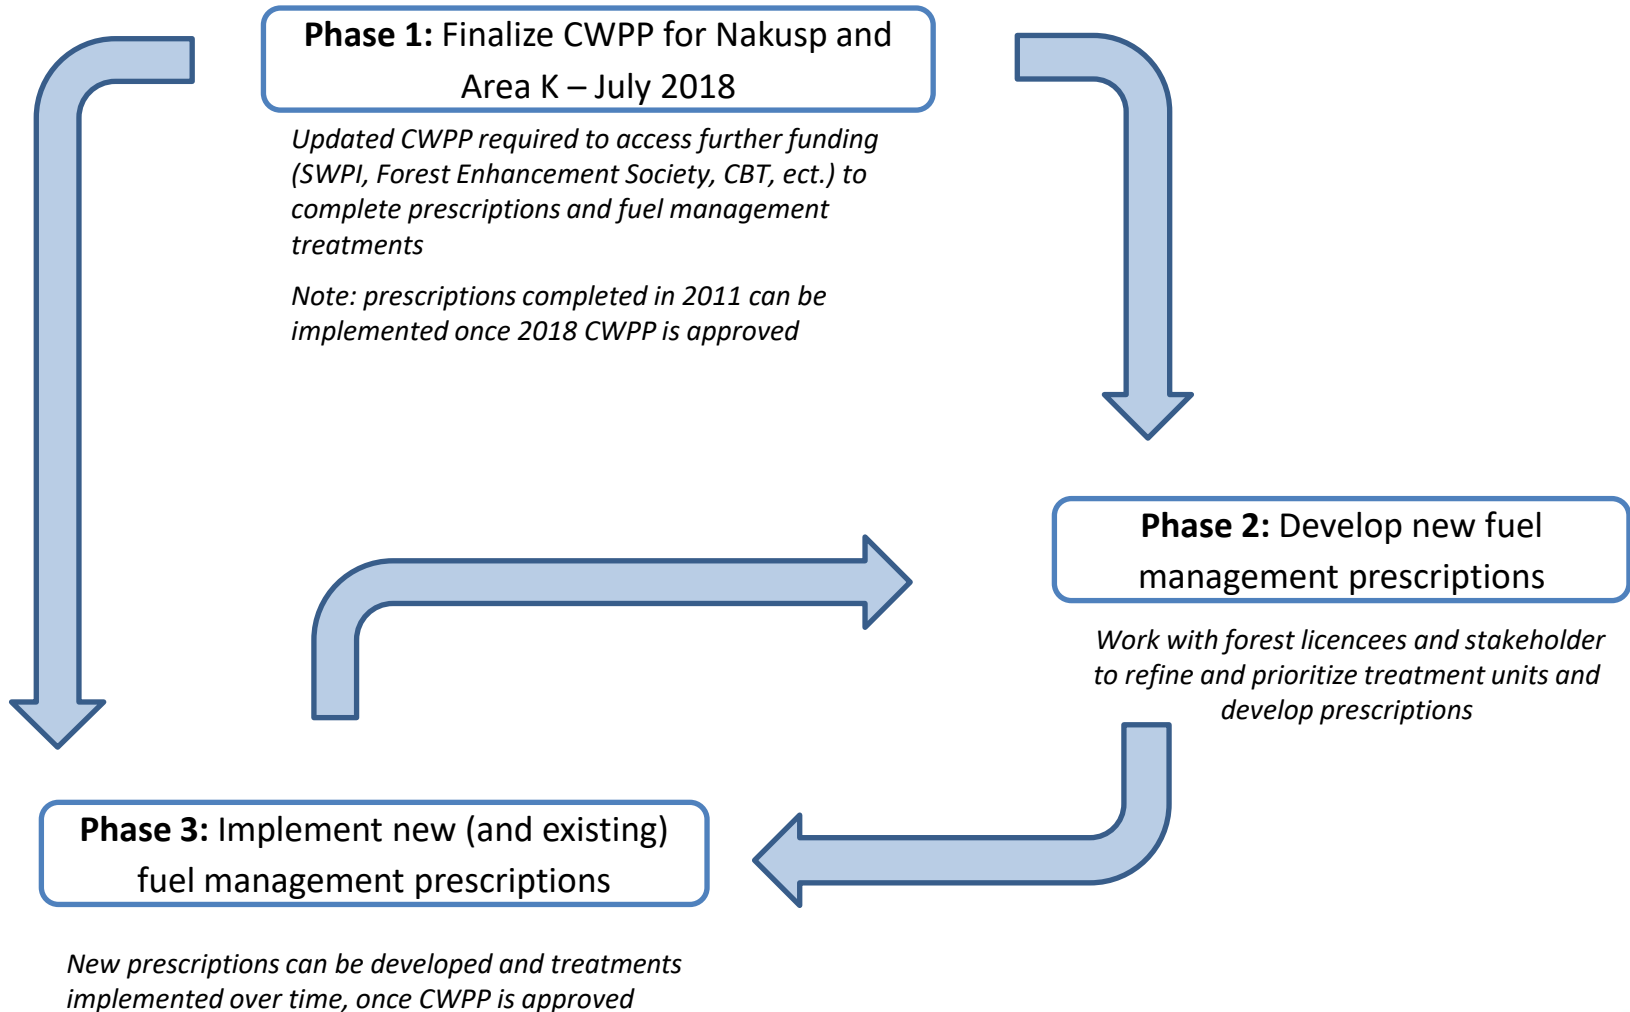 Phase 1: Finalize CWPP for Nakusp and
Area K – July 2018
Updated CWPP required to access further funding
(SWPI, Forest Enhancement Society, CBT, ect.) to
complete prescriptions and fuel management
treatments
Note: prescriptions completed in 2011 can be
implemented once 2018 CWPP is approved
Phase 2: Develop new fuel
management prescriptions
Work with forest licencees and stakeholder
to refine and prioritize treatment units and
develop prescriptions
Phase 3: Implement new (and existing)
fuel management prescriptions
New prescriptions can be developed and treatments
implemented over time, once CWPP is approved